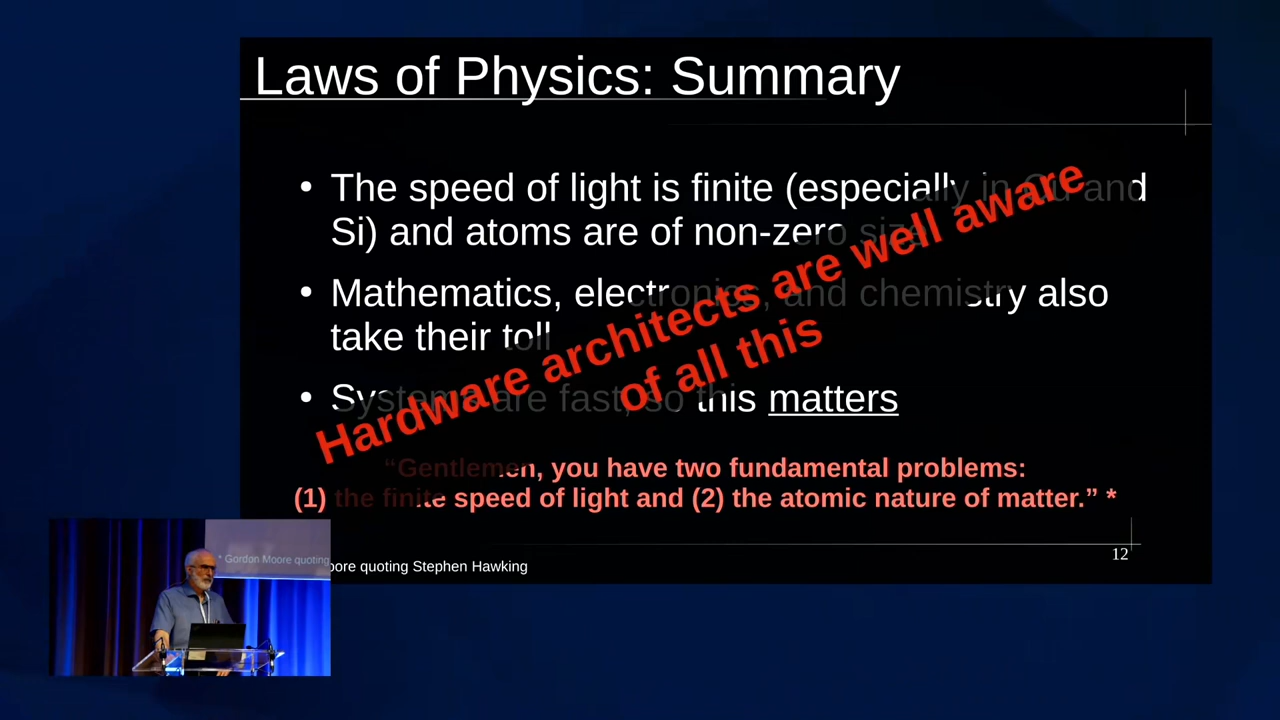 Laws of Physics: Summary
• The speed of light is finite (especially in Cu and
Si) and atoms are of non-zero size
• Mathematics, electronics, and chemistry also
take their toll
• Systems are fast, so this matters
Hardware architects are well aware
of all this
“Gentlemen, you have two fundamental problems:
(1) the finite speed of light and (2) the atomic nature of matter.” *
* Gordon Moore quoting
oore quoting Stephen Hawking
12